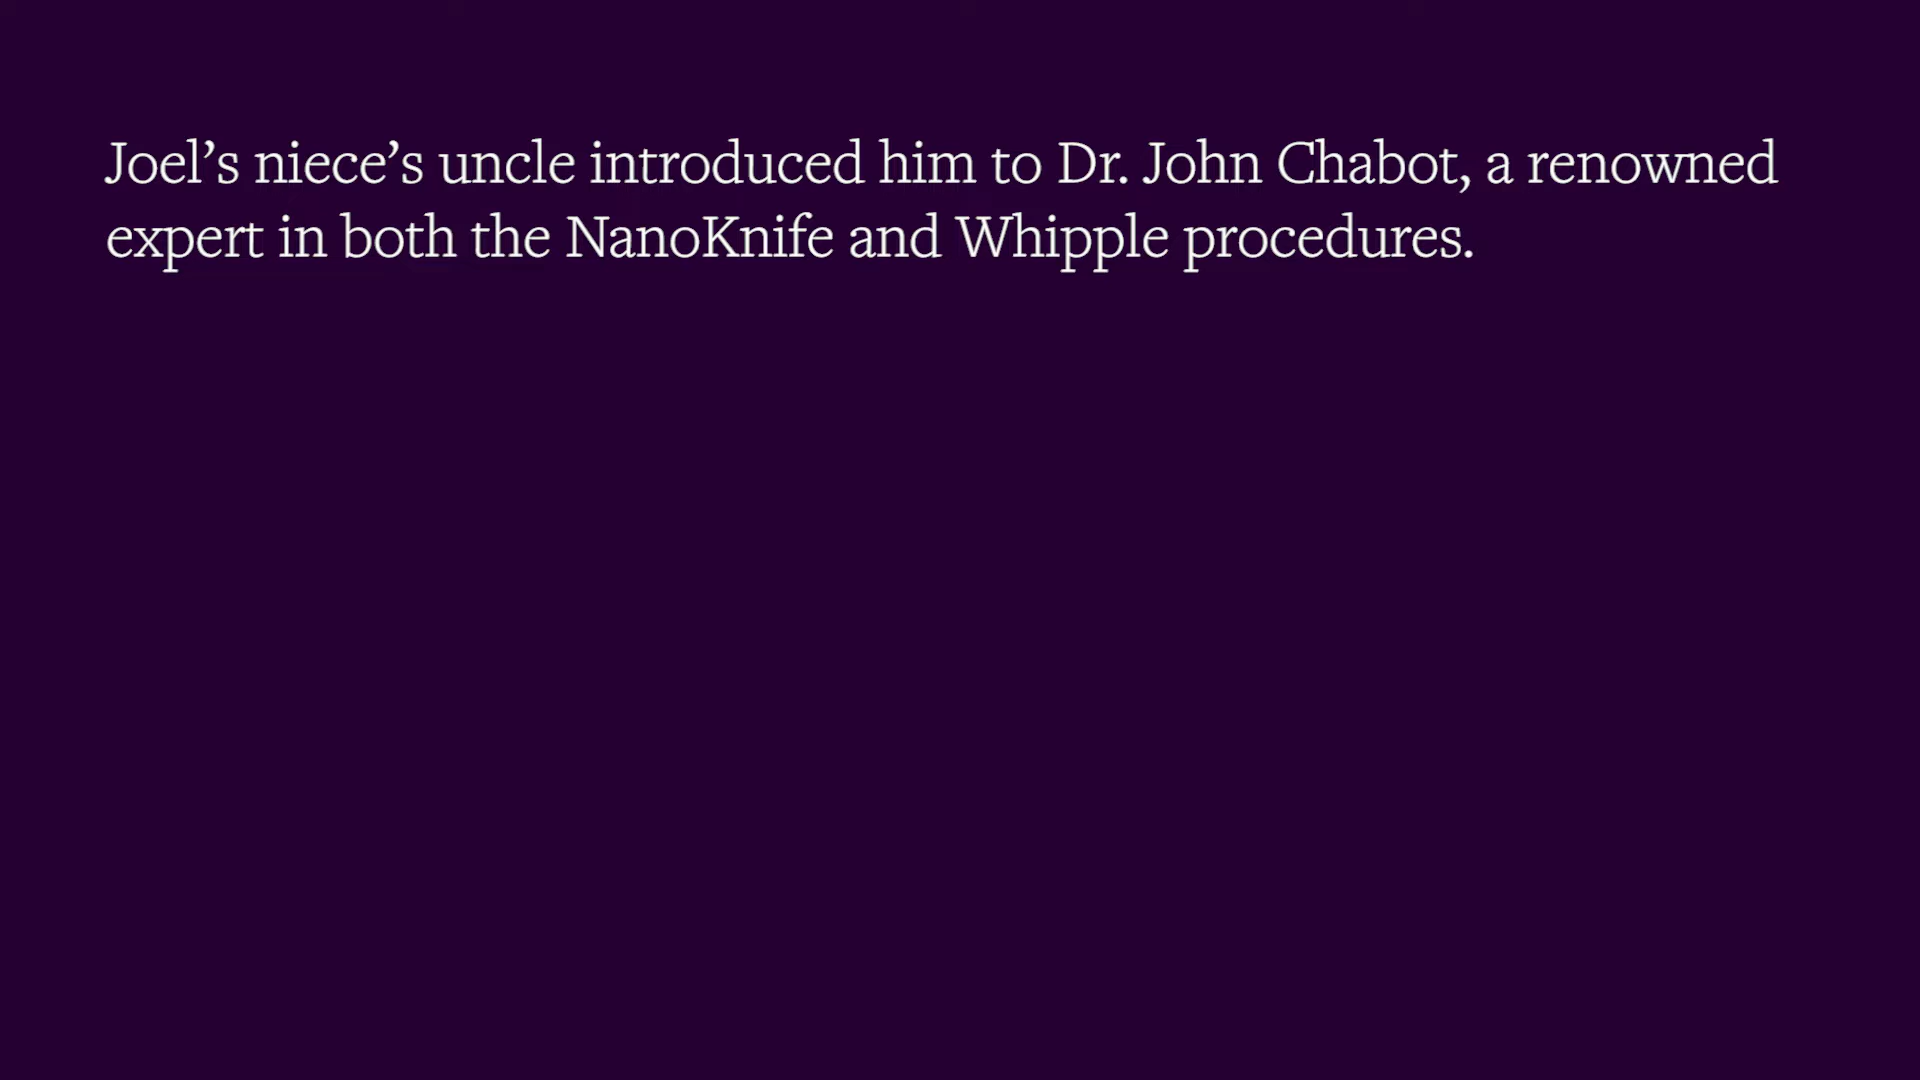 Joel’s niece’s uncle introduced him to Dr. John Chabot, a renowned
expert in both the NanoKnife and Whipple procedures.